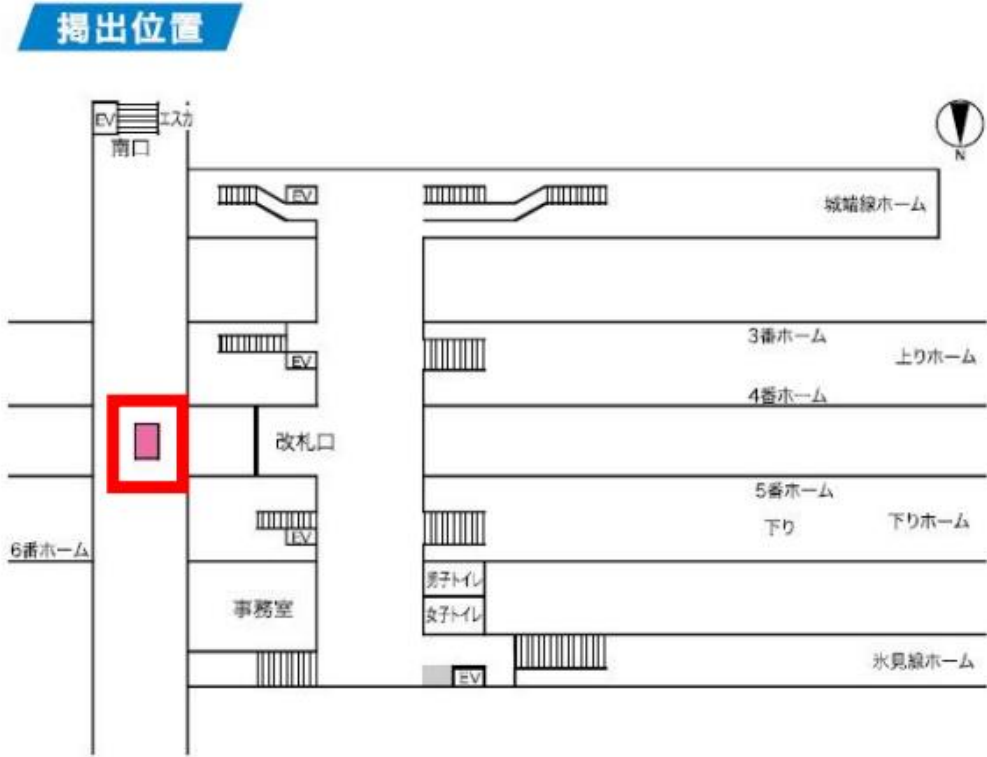 掲出位置
EV
エスカ
南口
N
EV
城端線ホーム
3番ホーム
上りホーム
EV
4番ホーム
改札口
5番ホーム
下り
下りホーム
EV
6番ホーム
男子トイレ
事務室
女子トイレ
氷見線ホーム
EV